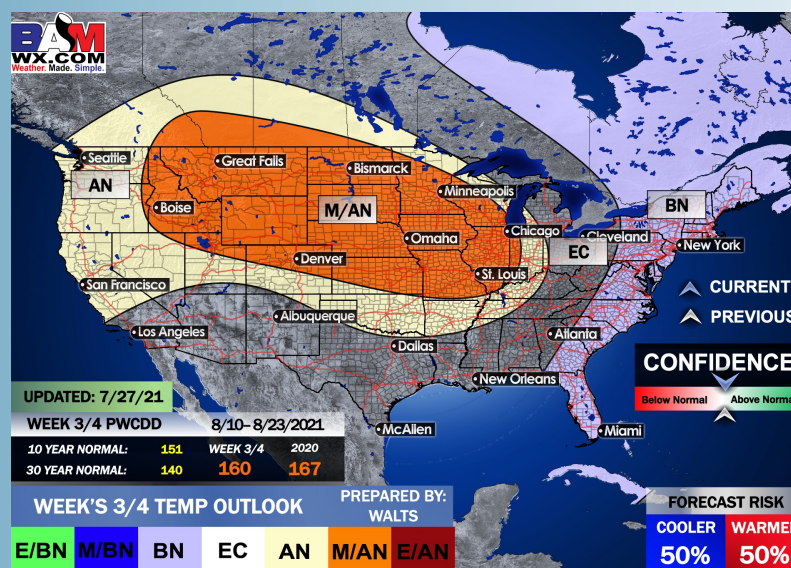 BAM
WX.COM
Weather. Made. Simple.
Seattle
Great Falls
Bismarck
AN
Minneapolis
Boise
M/AN
BN
Omaha
Chicago
Cleveland
New York
EC
Denver
St. Louis
San Francisco
CURRENT
Albuquerque
PREVIOUS
Los Angeles
Dallas
Atlanta
CONFIDENCE
New Orleans
Below Normal
Above Norma
McAllen
Miami
UPDATED: 7/27/21
WEEK 3/4 PWCDD 8/10–8/23/2021
10 YEAR NORMAL: 151 WEEK 3/4 2020
30 YEAR NORMAL: 140 160 167
WEEK'S 3/4 TEMP OUTLOOK
PREPARED BY:
WALTS
FORECAST RISK
COOLER WARMER
50% 50%
E/BN M/BN BN EC AN M/AN E/AN